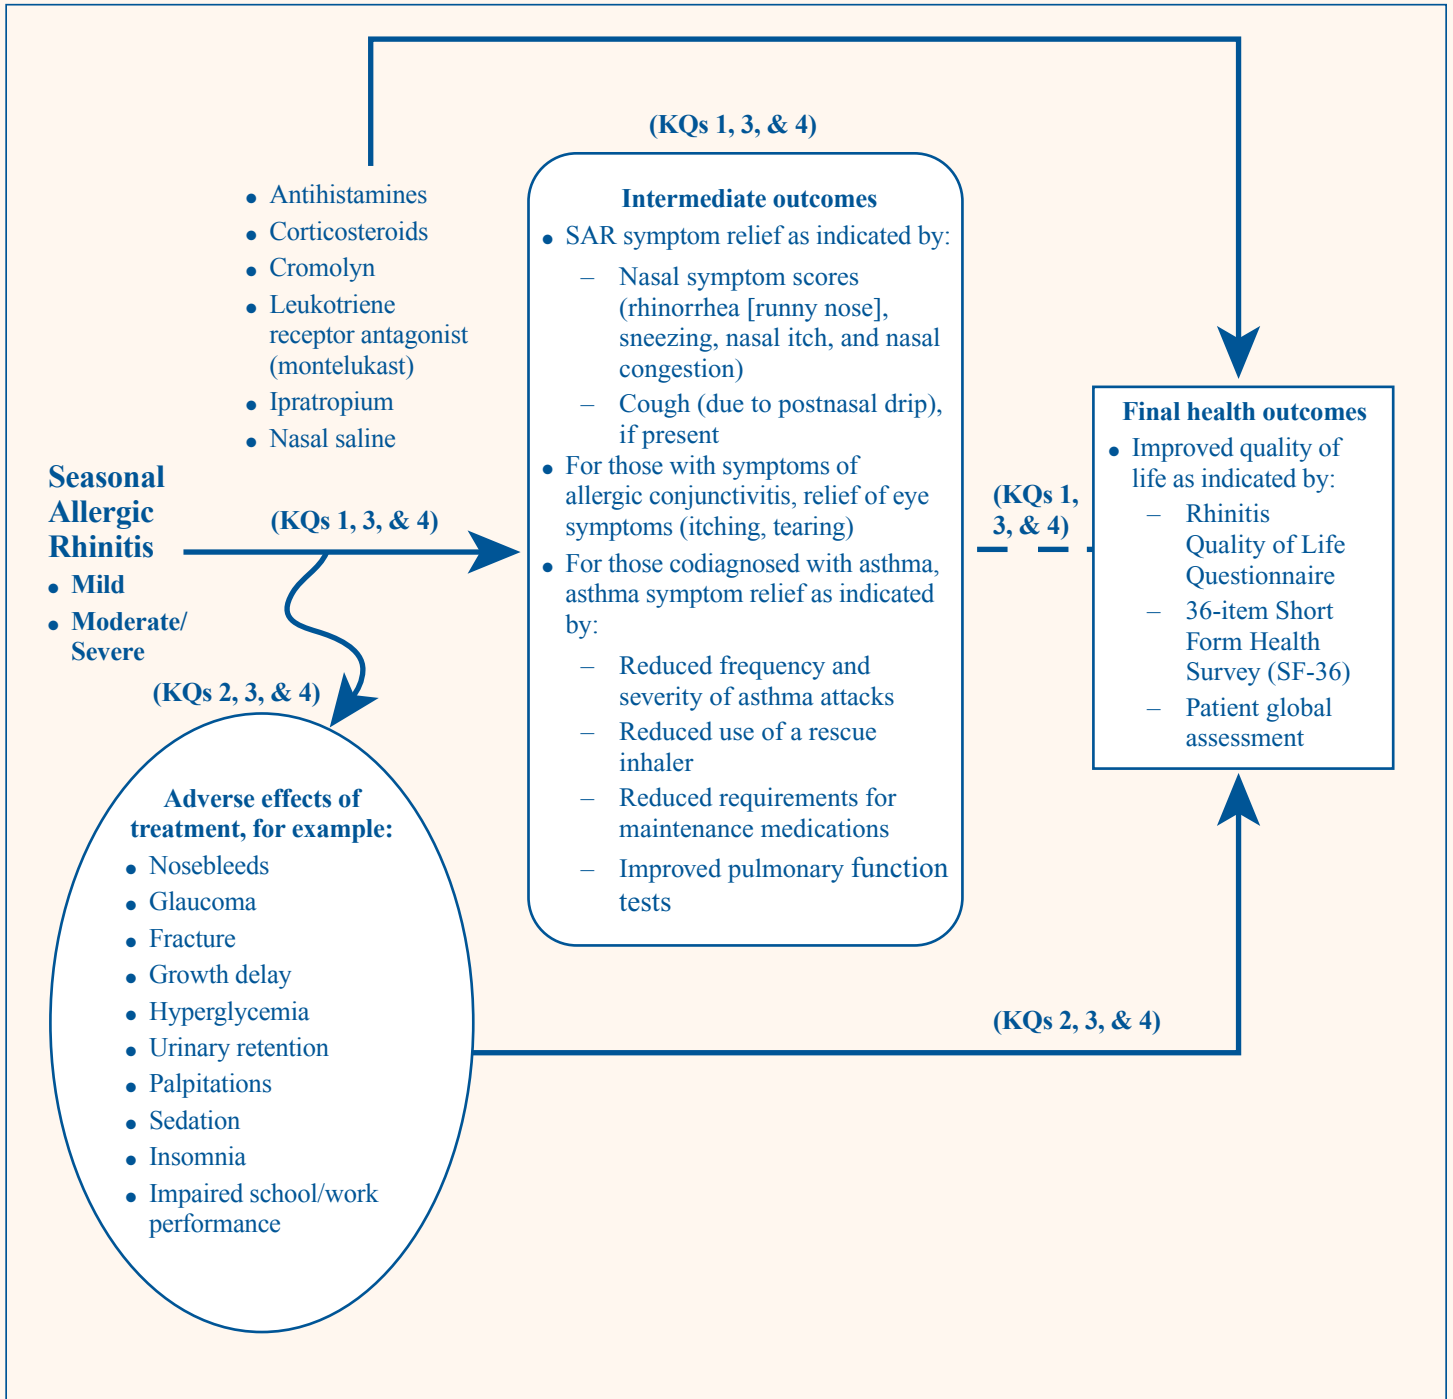 (KQs 1, 3, & 4)
• Antihistamines
• Corticosteroids
• Cromolyn
• Leukotriene
receptor antagonist
(montelukast)
• Ipratropium
• Nasal saline
Seasonal
Allergic
Rhinitis
• Mild
• Moderate/
Severe
(KQs 1, 3, & 4)
(KQs 2, 3, & 4)
Adverse effects of
treatment, for example:
• Nosebleeds
• Glaucoma
• Fracture
• Growth delay
• Hyperglycemia
• Urinary retention
• Palpitations
• Sedation
• Insomnia
• Impaired school/work
performance
Intermediate outcomes
• SAR symptom relief as indicated by:
– Nasal symptom scores
(rhinorrhea [runny nose],
sneezing, nasal itch, and nasal
congestion)
– Cough (due to postnasal drip),
if present
• For those with symptoms of
allergic conjunctivitis, relief of eye
symptoms (itching, tearing)
• For those codiagnosed with asthma,
asthma symptom relief as indicated
by:
– Reduced frequency and
severity of asthma attacks
– Reduced use of a rescue
inhaler
– Reduced requirements for
maintenance medications
– Improved pulmonary function
tests
(KQs 1,
3, & 4)
Final health outcomes
• Improved quality of
life as indicated by:
– Rhinitis
Quality of Life
Questionnaire
– 36-item Short
Form Health
Survey (SF-36)
– Patient global
assessment
(KQs 2, 3, & 4)